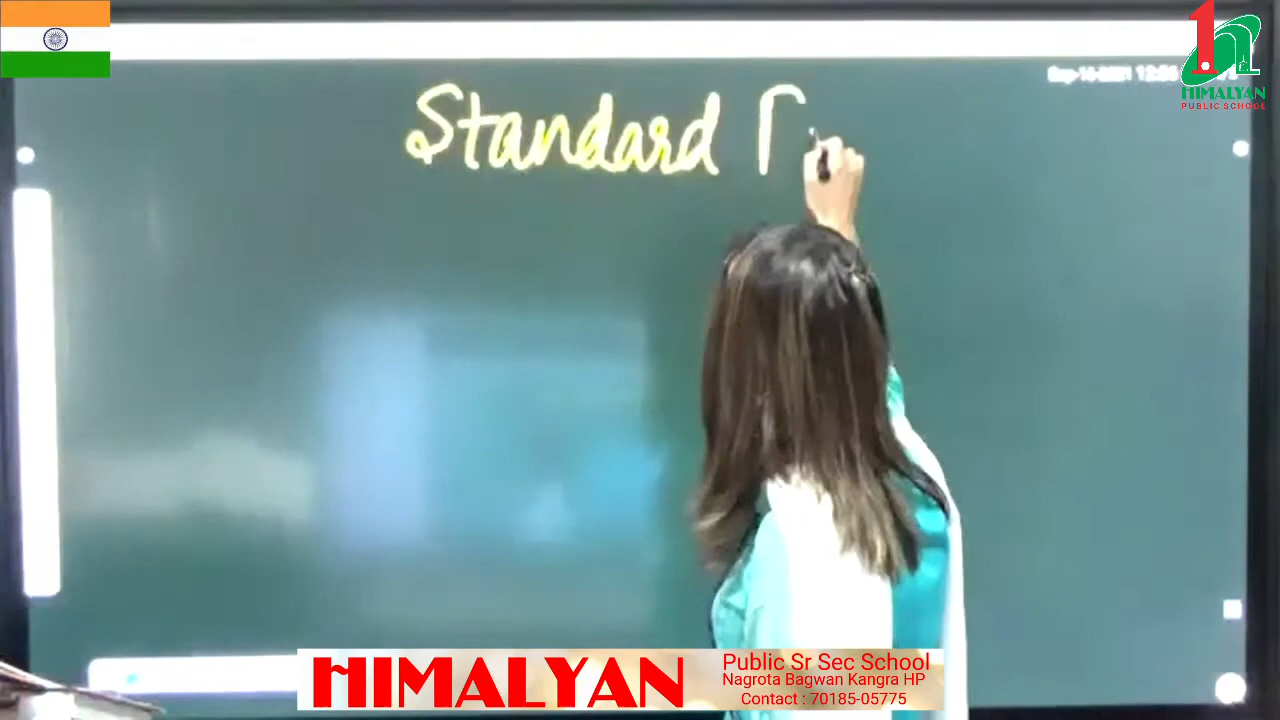 Standard
HIMALYAN
PUBLIC SCHOOL
HIMALYAN
Public Sr Sec School
Nagrota Bagwan Kangra HP
Contact : 70185-05775